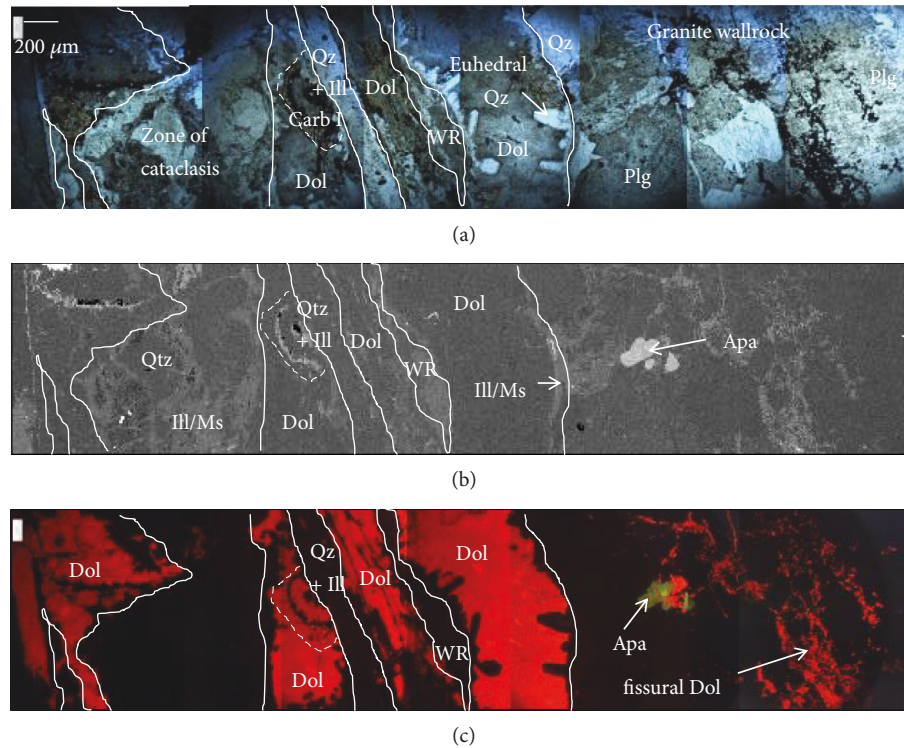 200 μm
Zone of
cataclasis
Qz
+ Ill
Carb I
Dol
Dol
WR
Euhedral
Qz
Dol
Qz
Granite wallrock
Plg
Plg
(a)
Qtz
Ill/Ms
Qtz
+ Ill
Dol
Dol
WR
Dol
Ill/Ms
Apa
(b)
Dol
Qz
+ Ill
Dol
Dol
WR
Dol
Apa
fissural Dol
(c)